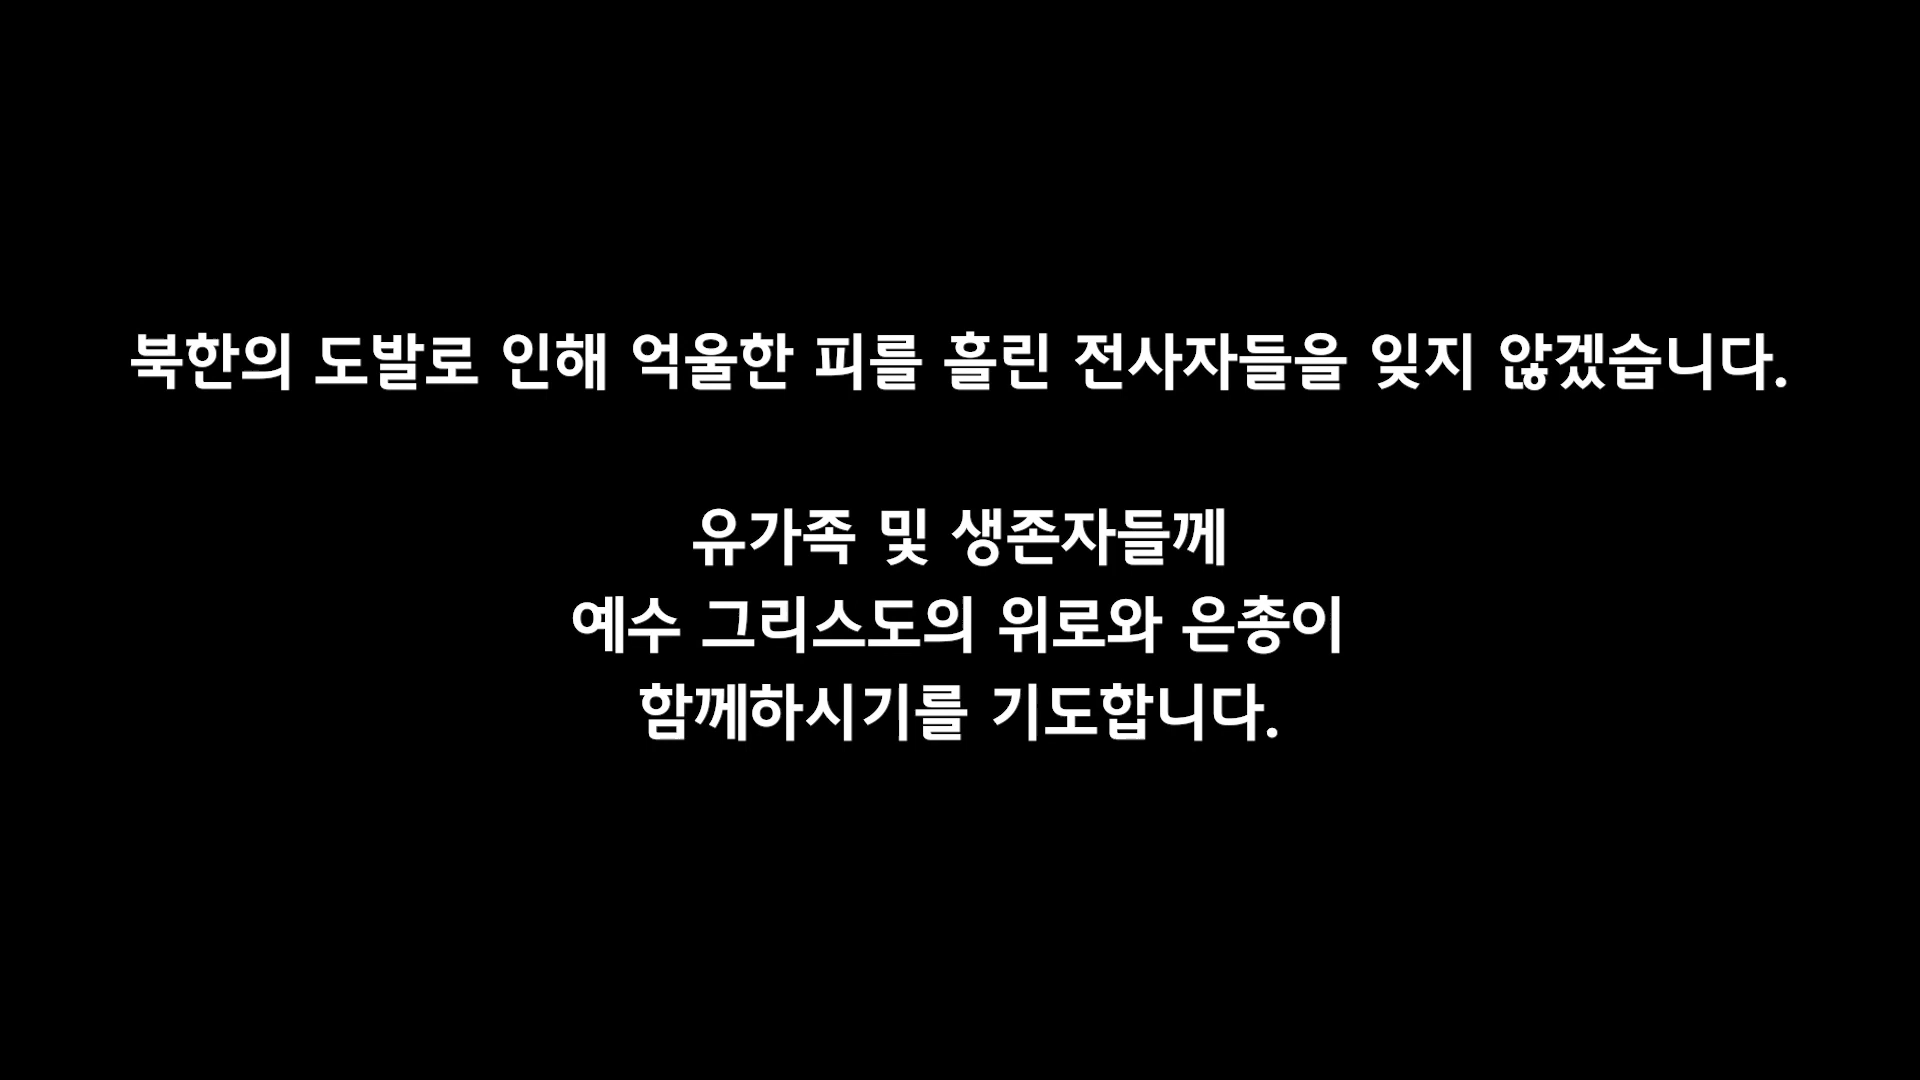 북한의 도발로 인해 억울한 피를 흘린 전사자들을 잊지 않겠습니다.
유가족 및 생존자들께
예수 그리스도의 위로와 은총이
함께하시기를 기도합니다.